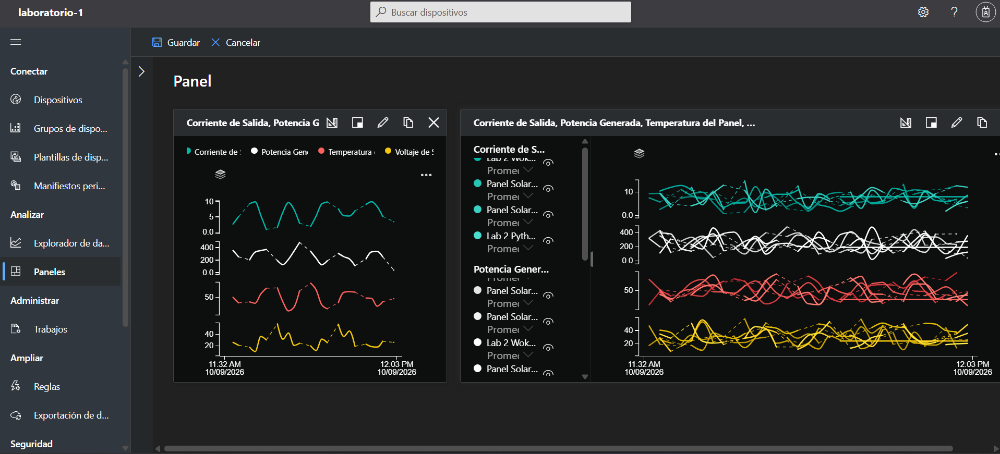 laboratorio-1
Buscar dispositivos
Guardar
Cancelar
Conectar
Dispositivos
Grupos de dispo...
Plantillas de disp...
Manifiestos peri...
Analizar
Explorador de da...
Paneles
Administrar
Trabajos
Ampliar
Reglas
Exportación de d...
Seguridad
Panel
Corriente de Salida, Potencia G
Corriente de
Potencia Gen
Temperatura
Voltaje de S
10
5
0.0
400
200
0.0
50
40
20
11:32 AM
10/09/2026
12:03 PM
10/09/2026
Corriente de Salida, Potencia Generada, Temperatura del Panel, ...
Corriente de S...
Lab 2 Wok...
Promed
Panel Solar...
Promed
Panel Solar...
Promed
Lab 2 Pyth...
Promed
Potencia Gener...
Promed
Panel Solar...
Promed
Panel Solar...
Promed
Lab 2 Wok...
Promed
Panel Solar...
10
0.0
400
200
0.0
50
40
20
11:32 AM
10/09/2026
12:03 PM
10/09/2026